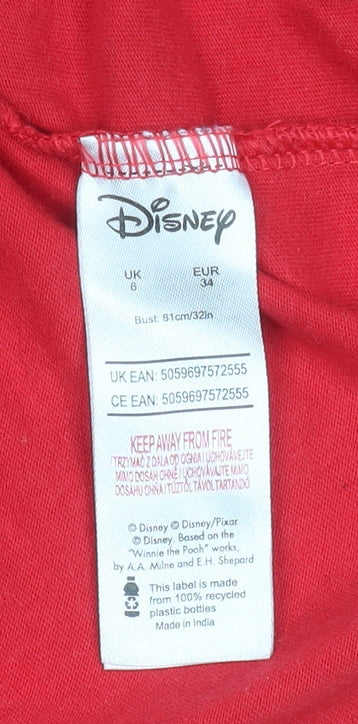 Disney
UK EUR
6 34
Bust: 81cm/32in
UK EAN: 5059697572555
CE EAN: 5059697572555
KEEP AWAY FROM FIRE
/ TRZYMAĆ Z DALA OD OGNIA / UCHOVÁVEJTE
MIMO DOSAH OHNĚ / UCHOVÁVAJTE MIMO
DOSAHU OHŇA / TŰZTŐL TÁVOL TARTANDÓ
© Disney © Disney/Pixar
© Disney. Based on the
"Winnie the Pooh" works,
by A.A. Milne and E.H. Shepard
This label is made
from 100% recycled
plastic bottles
Made in India